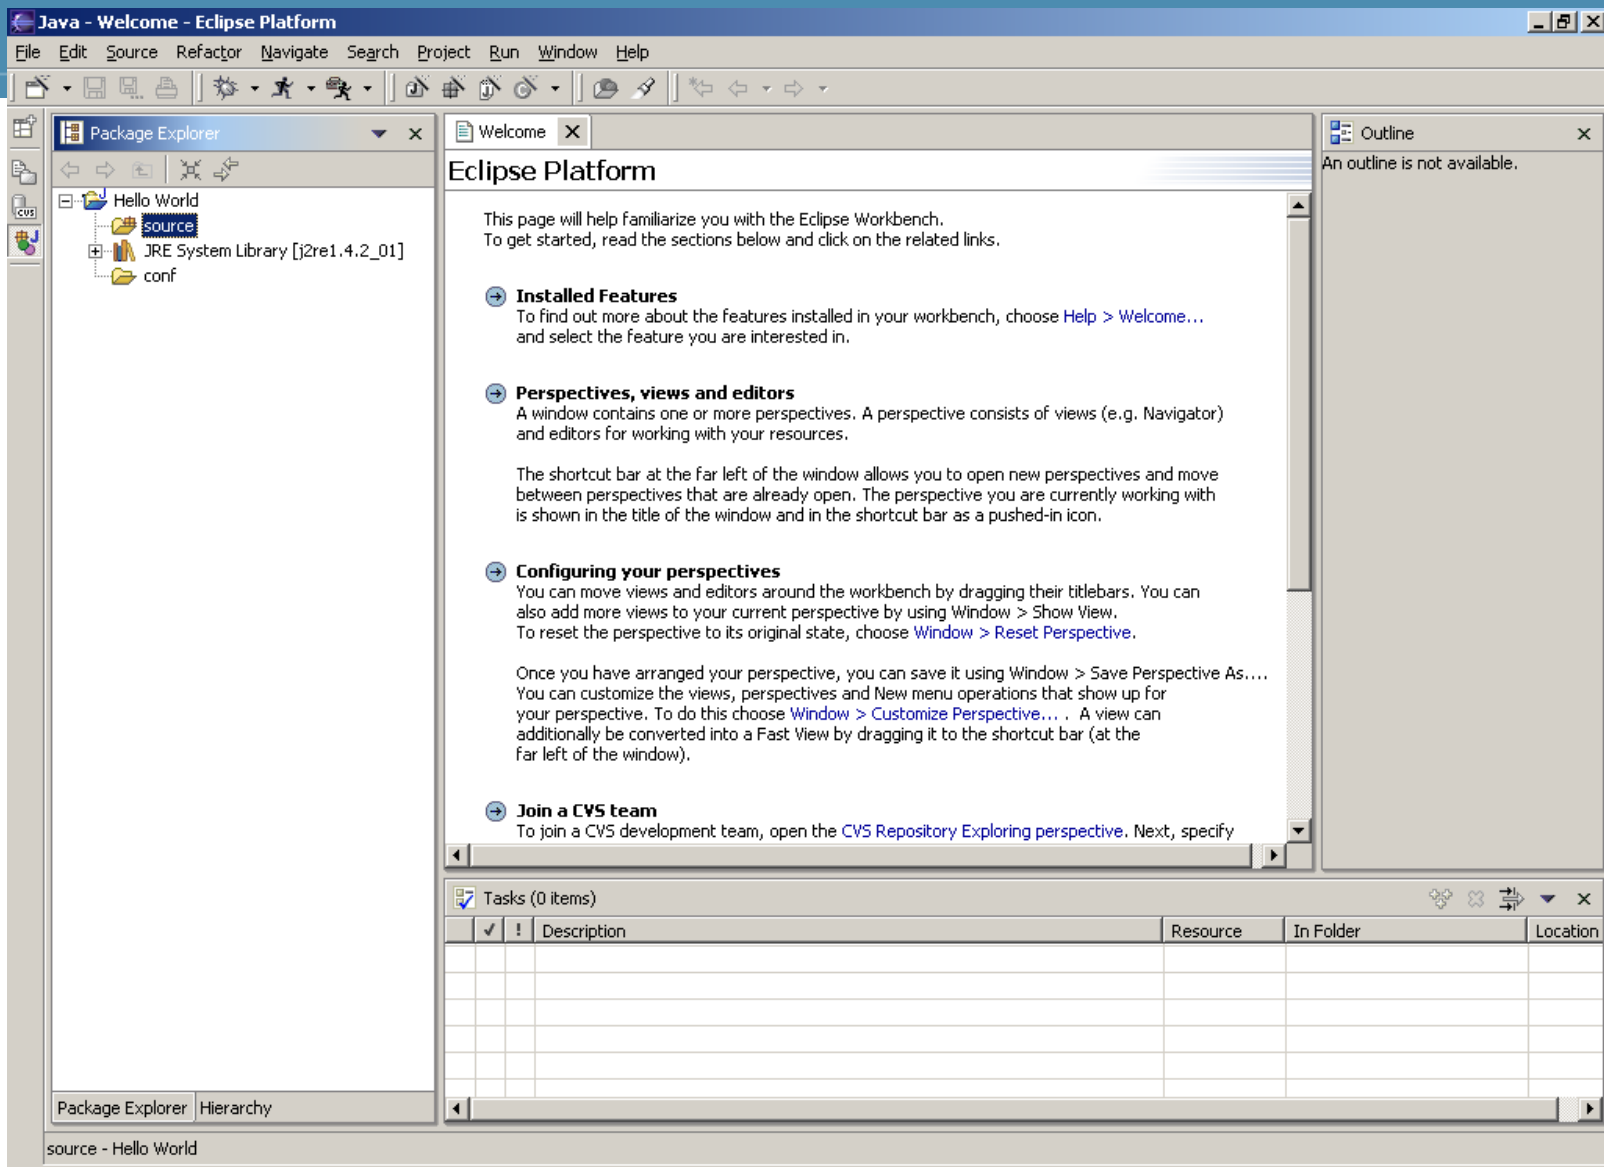 Java - Welcome - Eclipse Platform
File Edit Source Refactor Navigate Search Project Run Window Help
Package Explorer
Hello World
source
JRE System Library [j2re1.4.2_01]
conf
Package Explorer Hierarchy
Welcome
Eclipse Platform
This page will help familiarize you with the Eclipse Workbench.
To get started, read the sections below and click on the related links.
Installed Features
To find out more about the features installed in your workbench, choose Help > Welcome...
and select the feature you are interested in.
Perspectives, views and editors
A window contains one or more perspectives. A perspective consists of views (e.g. Navigator)
and editors for working with your resources.
The shortcut bar at the far left of the window allows you to open new perspectives and move
between perspectives that are already open. The perspective you are currently working with
is shown in the title of the window and in the shortcut bar as a pushed-in icon.
Configuring your perspectives
You can move views and editors around the workbench by dragging their titlebars. You can
also add more views to your current perspective by using Window > Show View.
To reset the perspective to its original state, choose Window > Reset Perspective.
Once you have arranged your perspective, you can save it using Window > Save Perspective As....
You can customize the views, perspectives and New menu operations that show up for
your perspective. To do this choose Window > Customize Perspective... . A view can
additionally be converted into a Fast View by dragging it to the shortcut bar (at the
far left of the window).
Join a CVS team
To join a CVS development team, open the CVS Repository Exploring perspective. Next, specify
Outline
An outline is not available.
Tasks (0 items)
! Description Resource In Folder Location
source - Hello World
CVS